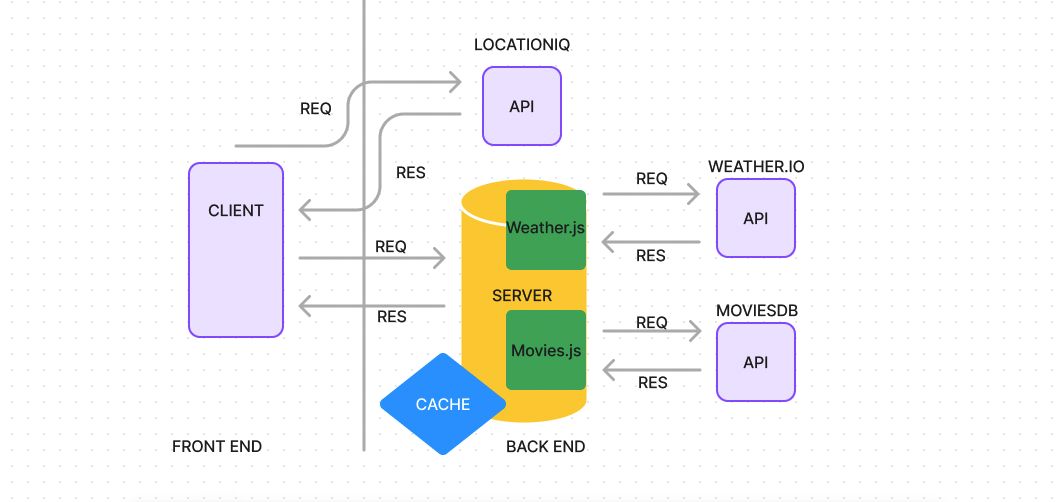 LOCATIONIQ
API
REQ
RES
WEATHER.IO
REQ
API
RES
CLIENT
Weather.js
REQ
RES
SERVER
MOVIESDB
REQ
API
RES
Movies.js
CACHE
FRONT END
BACK END